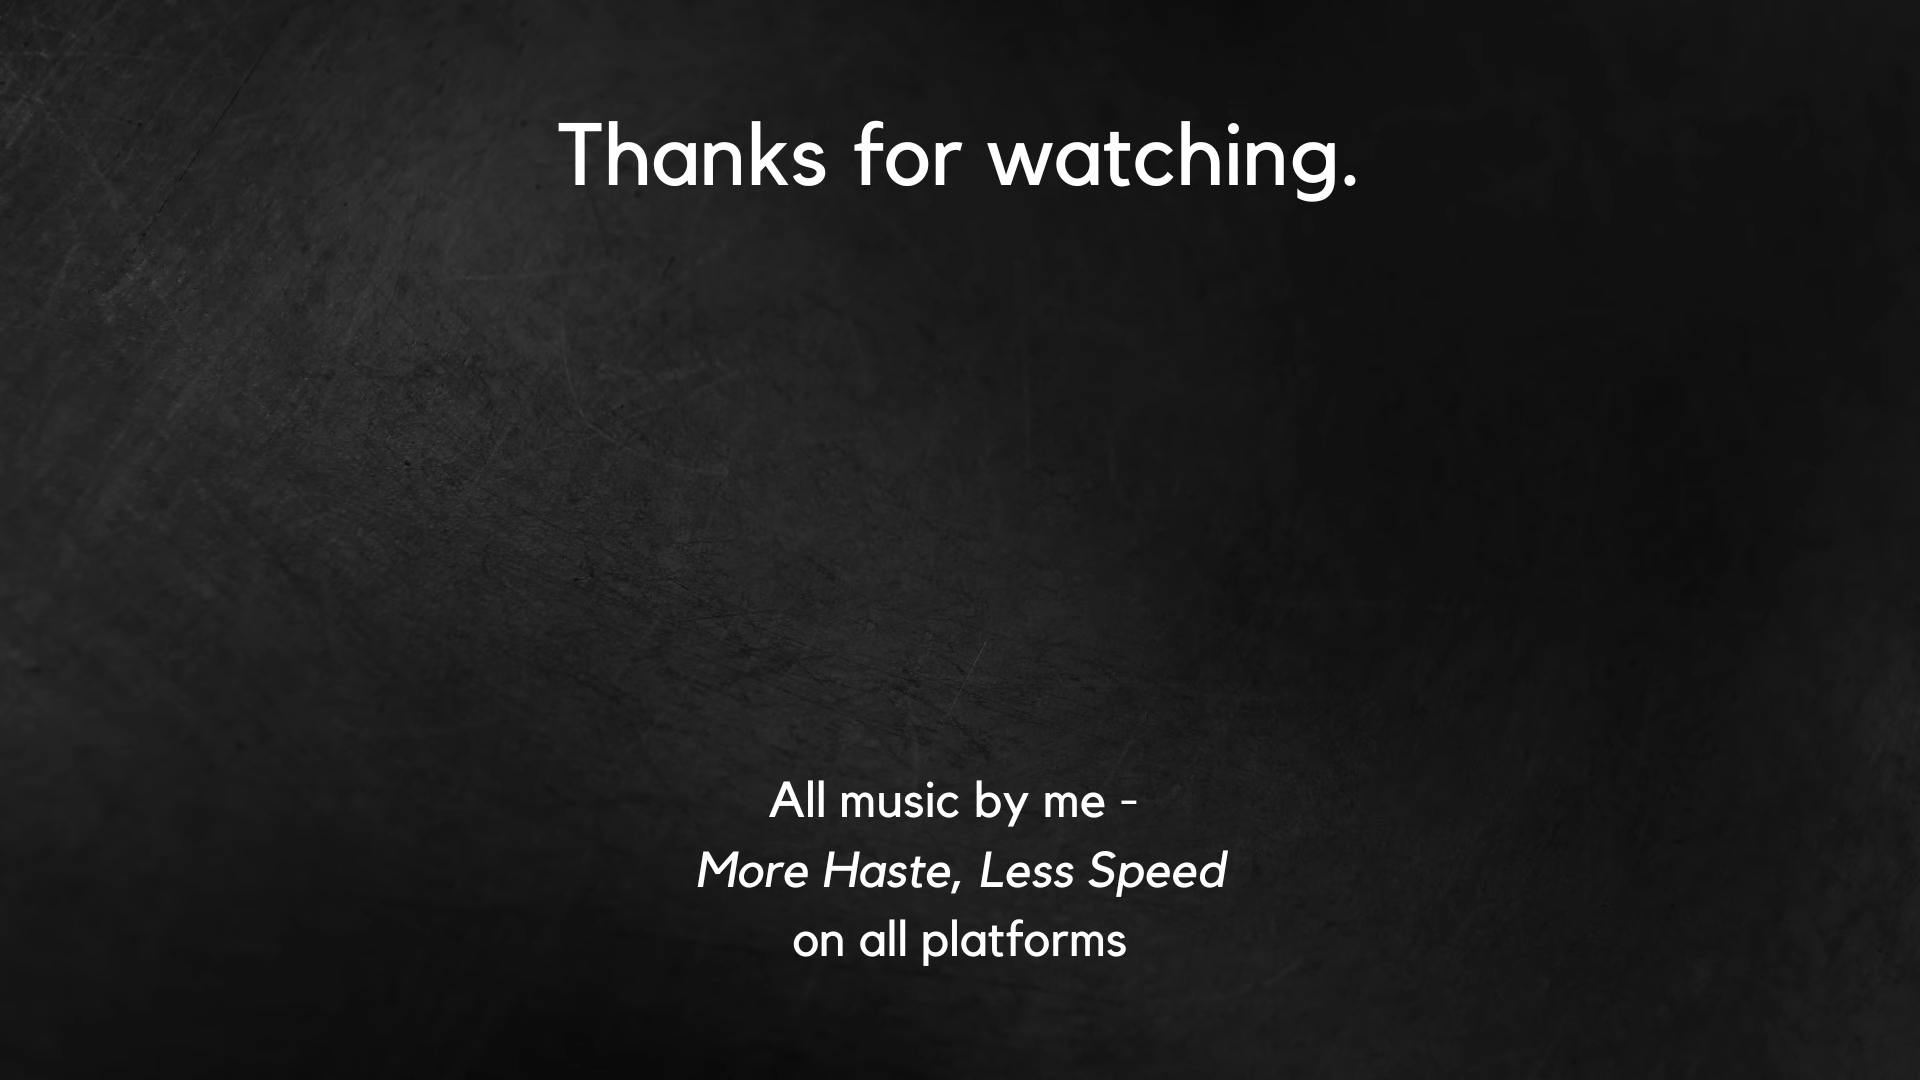 Thanks for watching.
All music by me -
More Haste, Less Speed
on all platforms